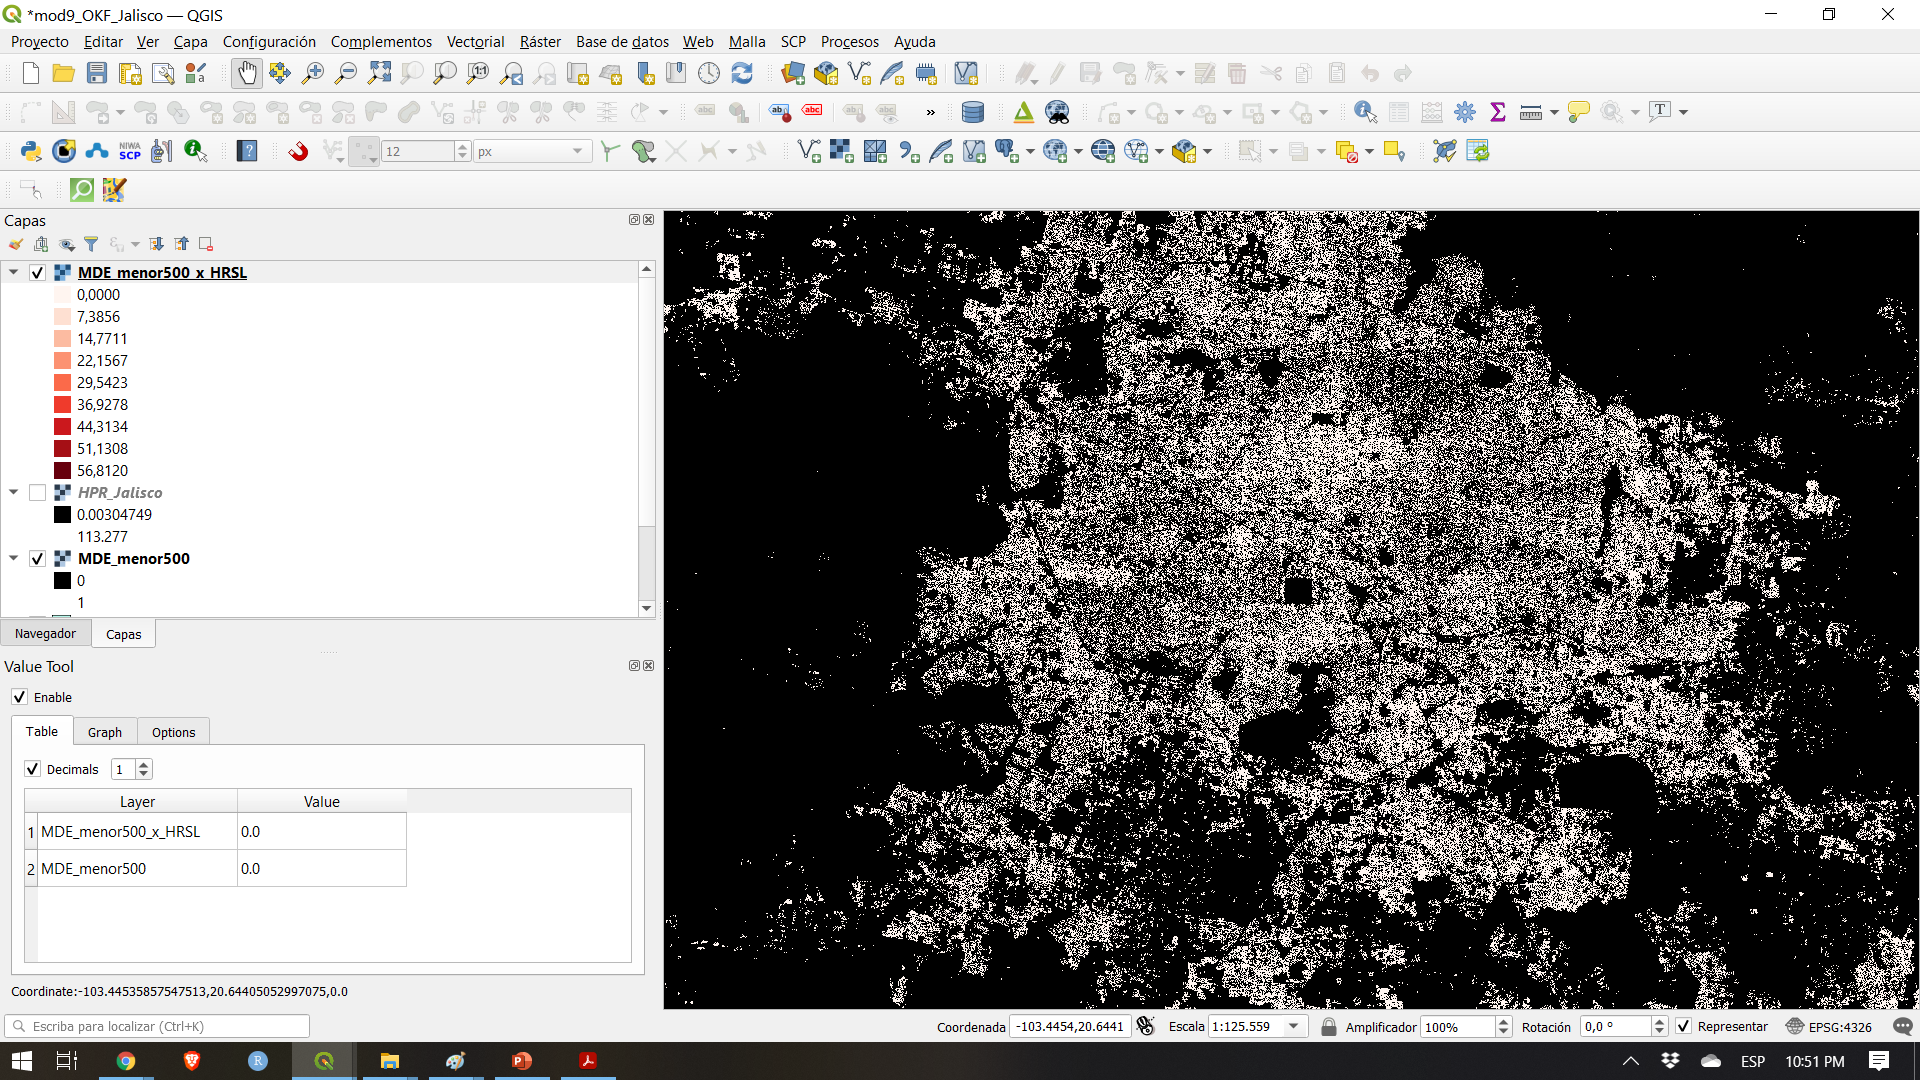 *mod9_OKF_Jalisco — QGIS
Proyecto Editar Ver Capa Configuración Complementos Vectorial Ráster Base de datos Web Malla SCP Procesos Ayuda
NIWA
SCP
12 px
Capas
MDE_menor500_x_HRSL
0,0000
7,3856
14,7711
22,1567
29,5423
36,9278
44,3134
51,1308
56,8120
HPR_Jalisco
0.00304749
113.277
MDE_menor500
0
1
Navegador Capas
Value Tool
Enable
Table Graph Options
Decimals 1
Layer Value
1 MDE_menor500_x_HRSL 0.0
2 MDE_menor500 0.0
Coordinate:-103.44535857547513,20.64405052997075,0.0
Escriba para localizar (Ctrl+K)
Coordenada -103.4454,20.6441 Escala 1:125.559 Amplificador 100% Rotación 0,0 ° Representar EPSG:4326
ESP 10:51 PM